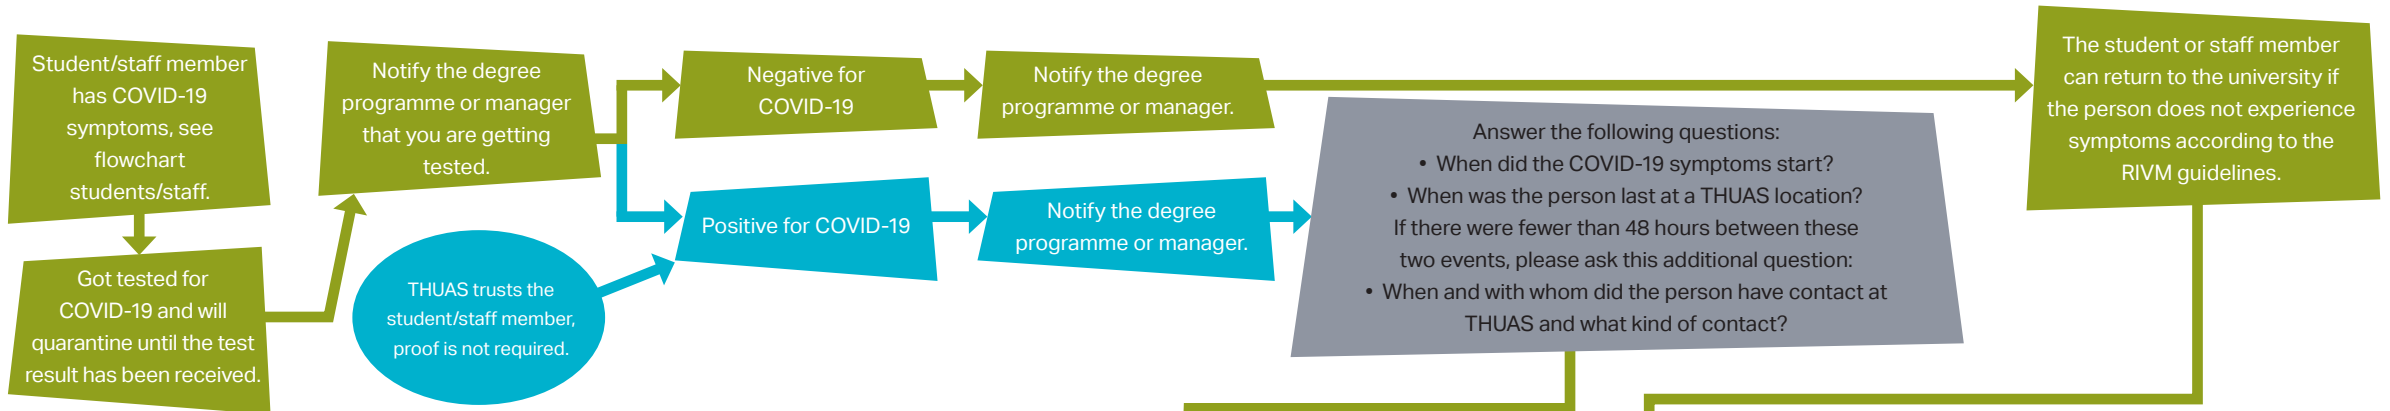 Student/staff member
has COVID-19
symptoms, see
flowchart
students/staff.
Got tested for
COVID-19 and will
quarantine until the test
result has been received.
Notify the degree
programme or manager
that you are getting
tested.
THUAS trusts the
student/staff member,
proof is not required.
Negative for
COVID-19
Notify the degree
programme or manager.
Positive for COVID-19
Notify the degree
programme or manager.
Answer the following questions:
• When did the COVID-19 symptoms start?
• When was the person last at a THUAS location?
If there were fewer than 48 hours between these
two events, please ask this additional question:
• When and with whom did the person have contact at
THUAS and what kind of contact?
The student or staff member
can return to the university if
the person does not experience
symptoms according to the
RIVM guidelines.